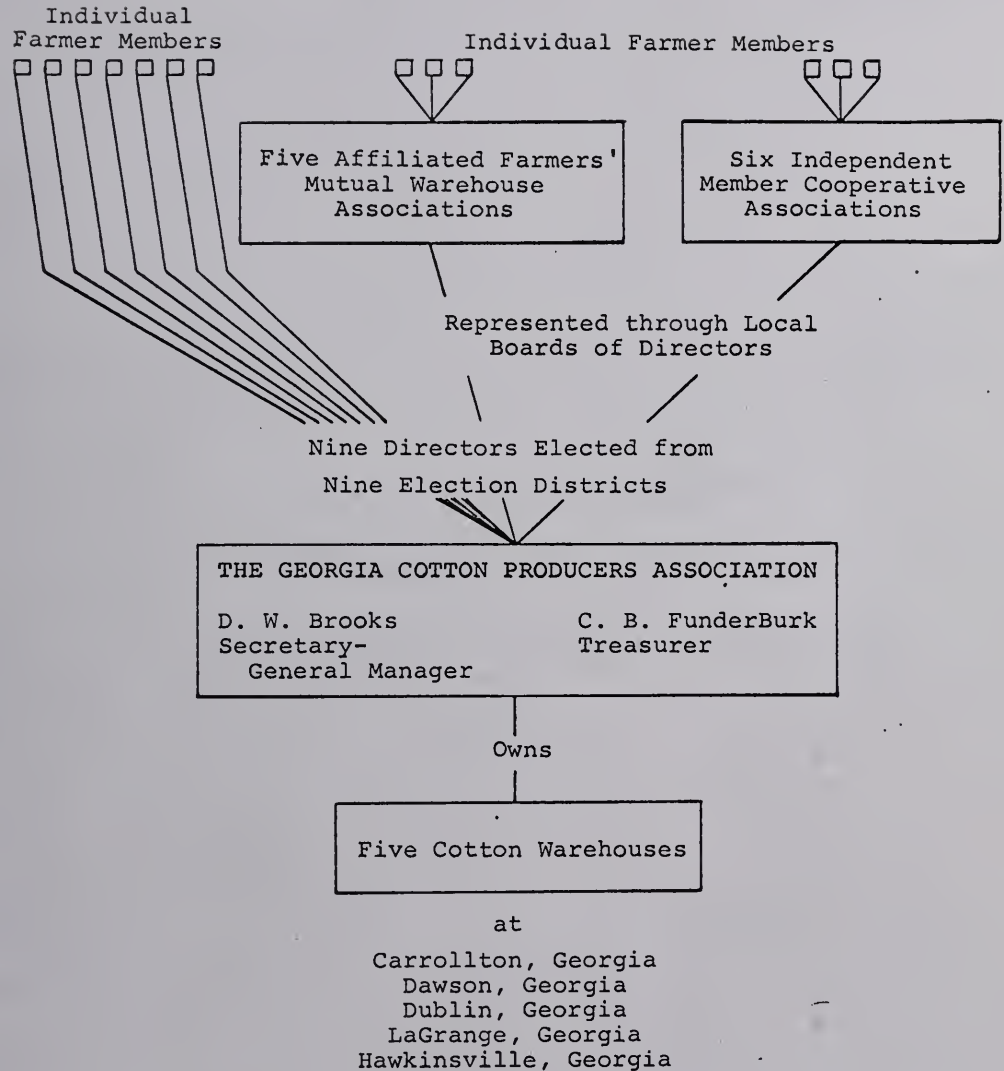 Individual
Farmer Members
Individual Farmer Members
Five Affiliated Farmers'
Mutual Warehouse
Associations
Six Independent
Member Cooperative
Associations
Represented through Local
Boards of Directors
Nine Directors Elected from
Nine Election Districts
THE GEORGIA COTTON PRODUCERS ASSOCIATION
D. W. Brooks
Secretary-
General Manager
C. B. FunderBurk
Treasurer
Owns
Five Cotton Warehouses
at
Carrollton, Georgia
Dawson, Georgia
Dublin, Georgia
LaGrange, Georgia
Hawkinsville, Georgia